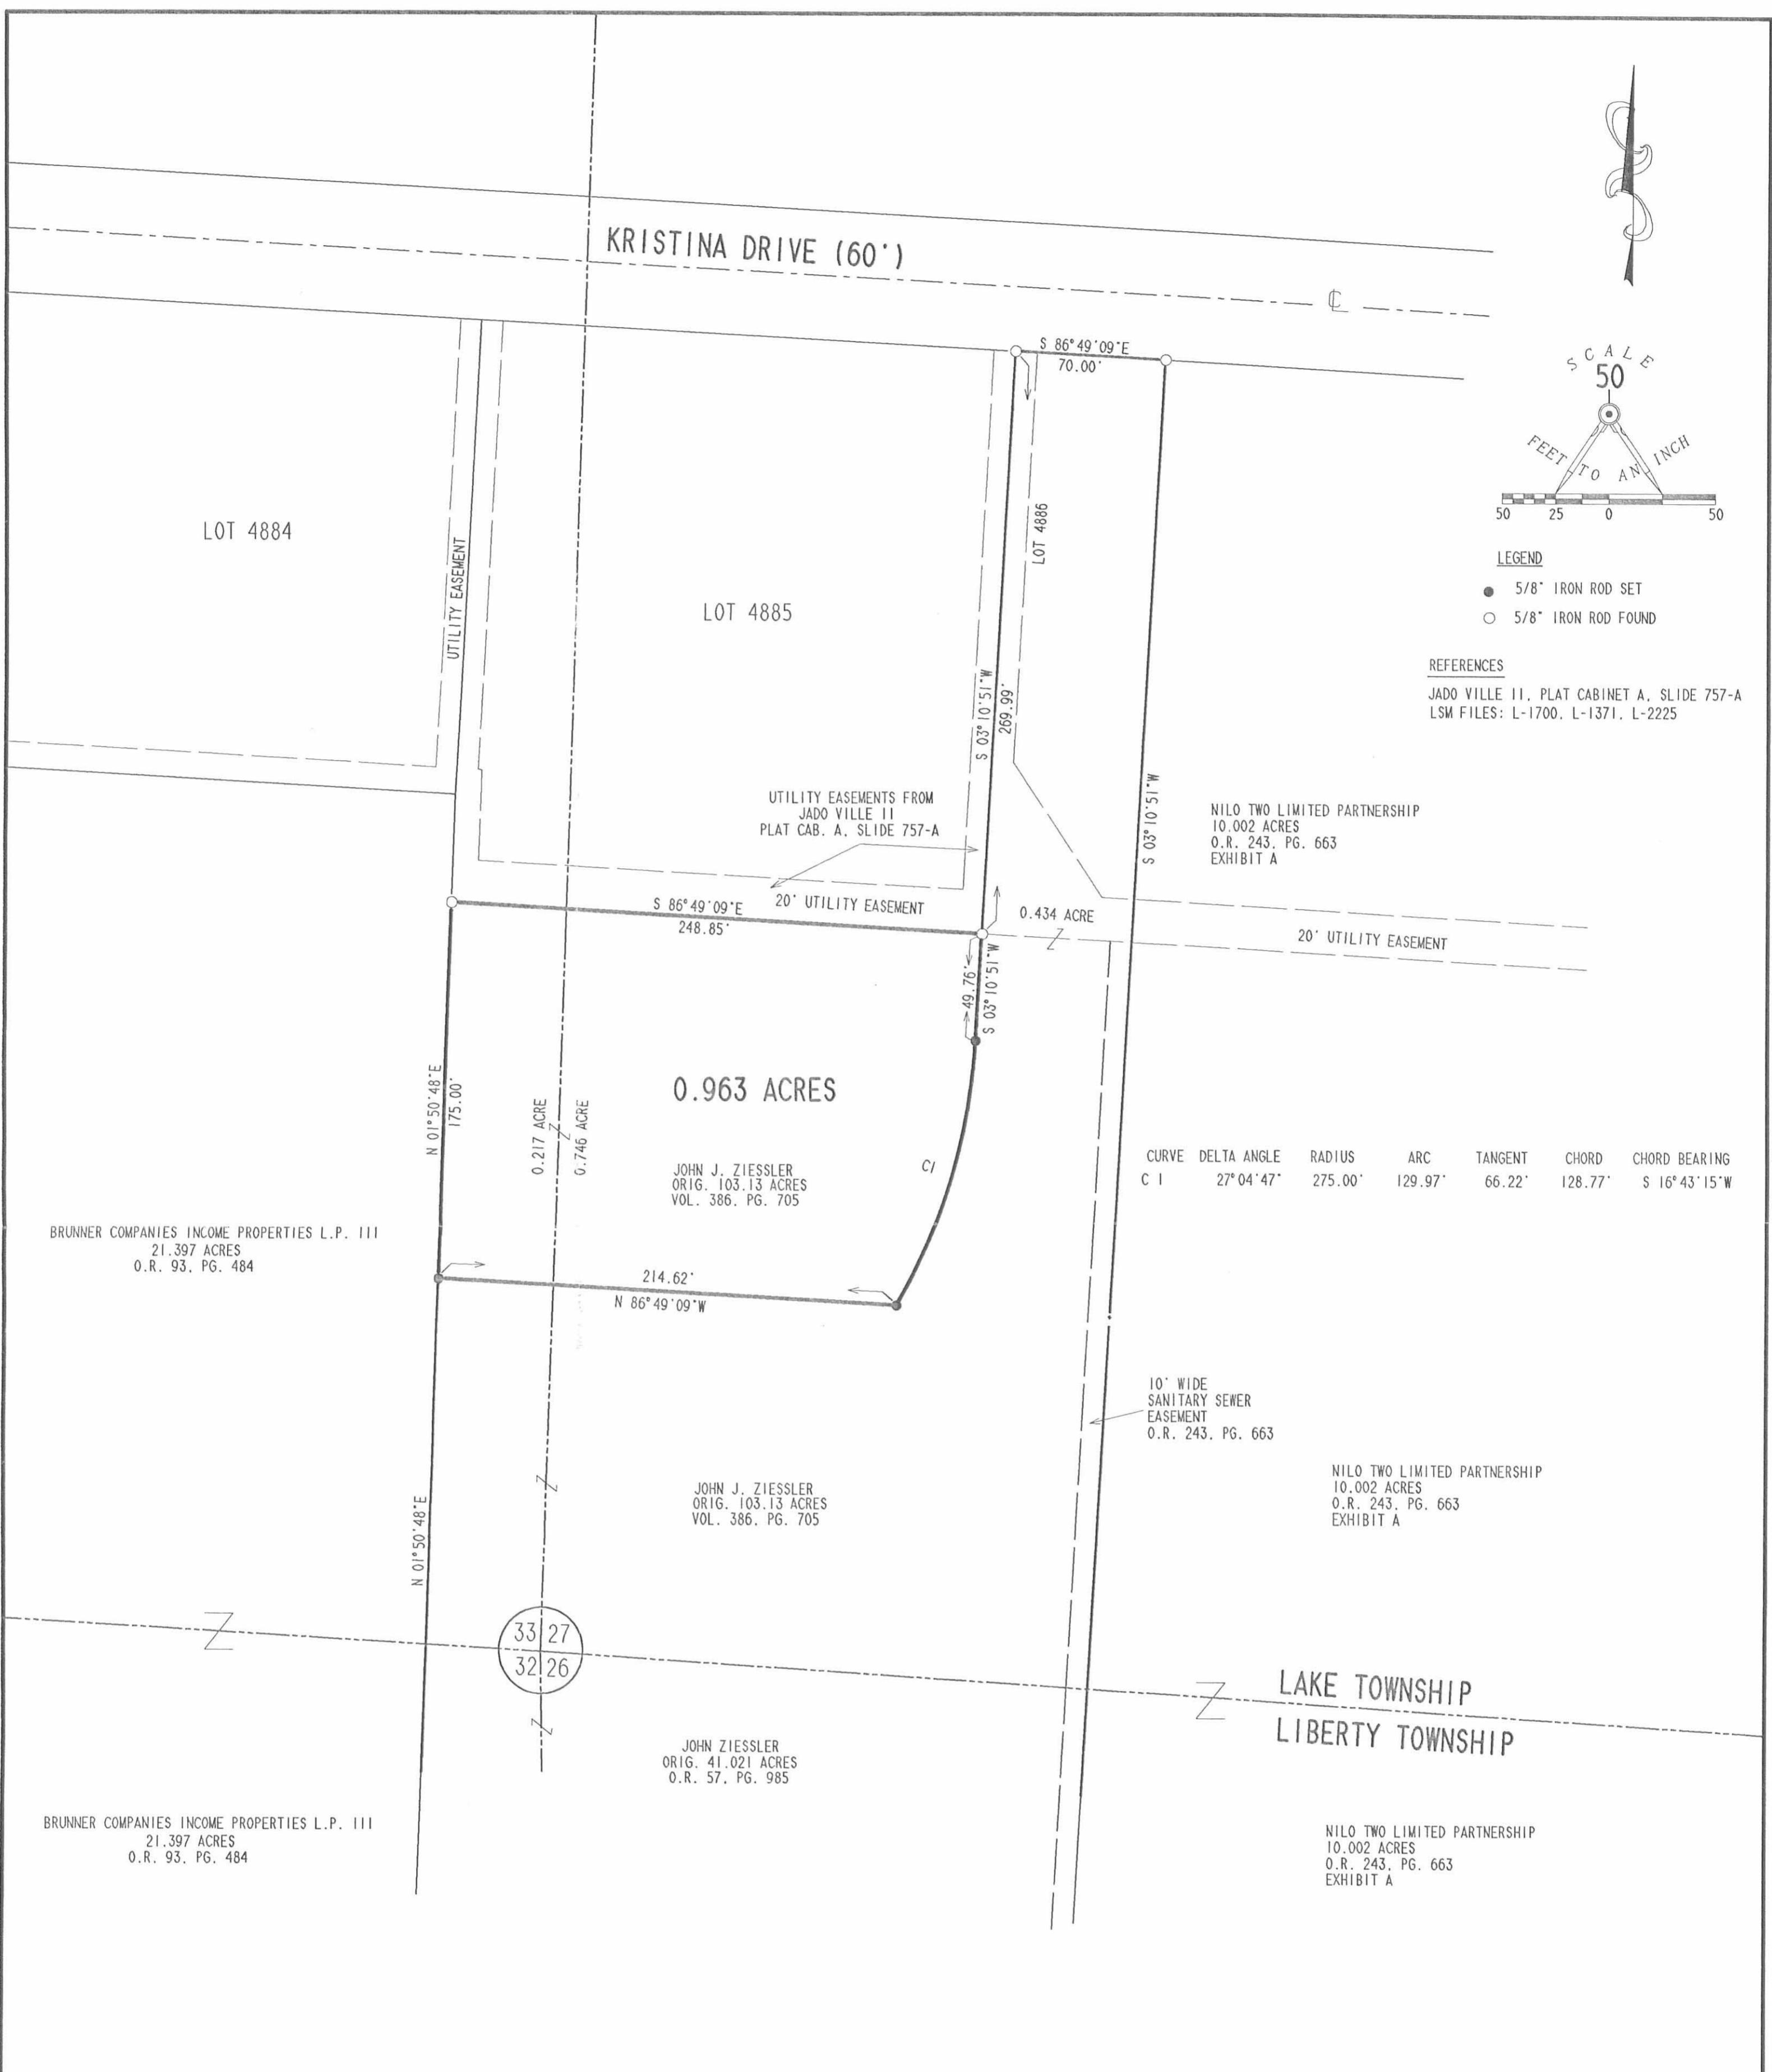 KRISTINA DRIVE (60')
℄
S 86°49'09"E
70.00'
SCALE
50
FEET TO AN INCH
50 25 0 50
LEGEND
5/8" IRON ROD SET
5/8" IRON ROD FOUND
REFERENCES
JADO VILLE II, PLAT CABINET A, SLIDE 757-A
LSM FILES: L-1700, L-1371, L-2225
LOT 4884
UTILITY EASEMENT
LOT 4885
LOT 4886
S 03°10'51"W
269.99'
S 03°10'51"W
UTILITY EASEMENTS FROM
JADO VILLE II
PLAT CAB. A, SLIDE 757-A
NILO TWO LIMITED PARTNERSHIP
10.002 ACRES
O.R. 243, PG. 663
EXHIBIT A
S 86°49'09"E
248.85'
20' UTILITY EASEMENT
0.434 ACRE
20' UTILITY EASEMENT
49.76'
S 03°10'51"W
N 01°50'48"E
175.00'
0.217 ACRE
0.746 ACRE
0.963 ACRES
JOHN J. ZIESSLER
ORIG. 103.13 ACRES
VOL. 386, PG. 705
C1
CURVE DELTA ANGLE RADIUS ARC TANGENT CHORD CHORD BEARING
C 1 27°04'47" 275.00' 129.97' 66.22' 128.77' S 16°43'15"W
BRUNNER COMPANIES INCOME PROPERTIES L.P. III
21.397 ACRES
O.R. 93, PG. 484
214.62'
N 86°49'09"W
10' WIDE
SANITARY SEWER
EASEMENT
O.R. 243, PG. 663
NILO TWO LIMITED PARTNERSHIP
10.002 ACRES
O.R. 243, PG. 663
EXHIBIT A
JOHN J. ZIESSLER
ORIG. 103.13 ACRES
VOL. 386, PG. 705
N 01°50'48"E
33 27
32 26
LAKE TOWNSHIP
LIBERTY TOWNSHIP
JOHN ZIESSLER
ORIG. 41.021 ACRES
O.R. 57, PG. 985
BRUNNER COMPANIES INCOME PROPERTIES L.P. III
21.397 ACRES
O.R. 93, PG. 484
NILO TWO LIMITED PARTNERSHIP
10.002 ACRES
O.R. 243, PG. 663
EXHIBIT A